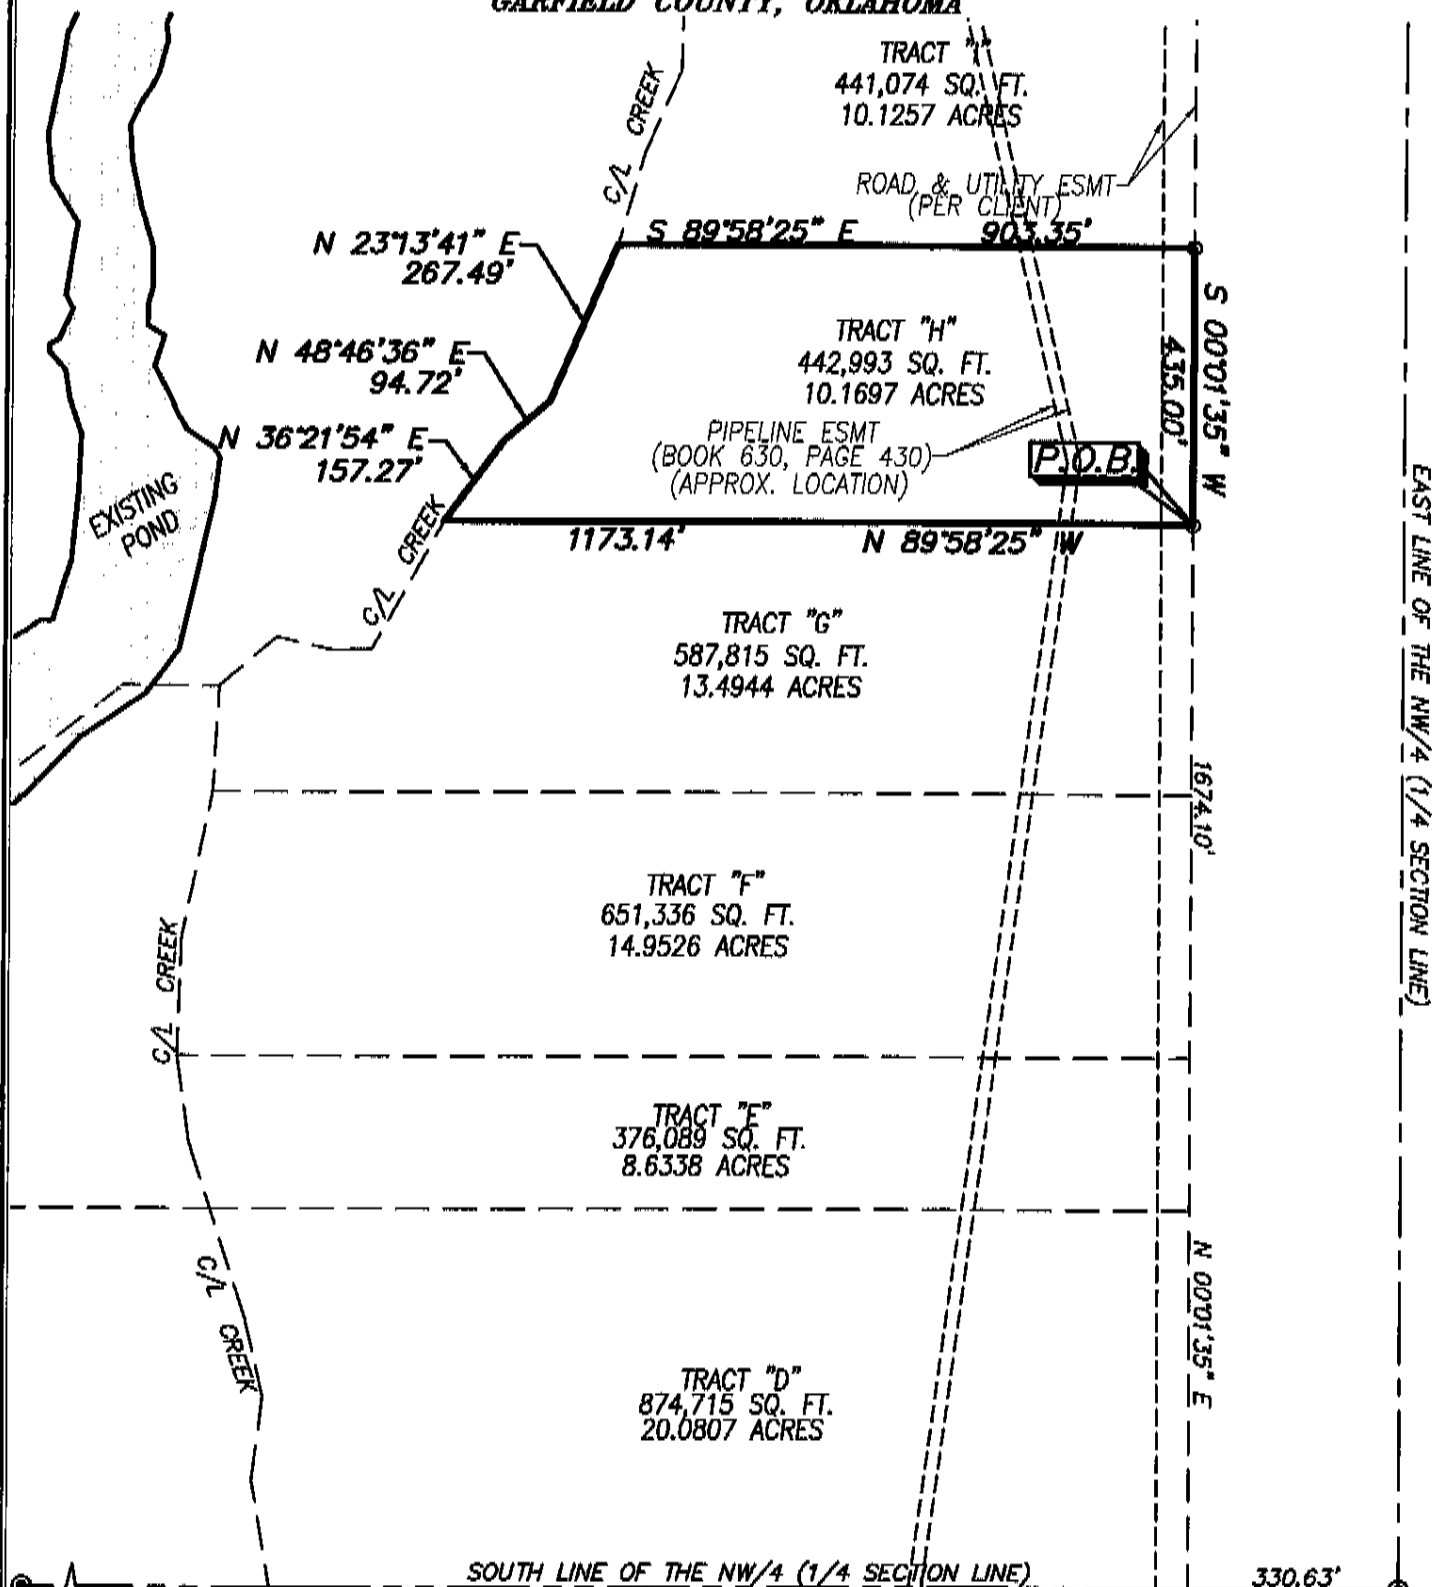 GARFIELD COUNTY, OKLAHOMA
TRACT "I"
441,074 SQ. FT.
10.1257 ACRES
C/L CREEK
ROAD & UTILITY ESMT
(PER CLIENT)
S 89°58'25" E 903.35'
N 23°13'41" E
267.49'
S 00°01'35" W
435.00'
TRACT "H"
442,993 SQ. FT.
10.1697 ACRES
N 48°46'36" E
94.72'
N 36°21'54" E
157.27'
PIPELINE ESMT
(BOOK 630, PAGE 430)
(APPROX. LOCATION)
P.O.B.
EXISTING
POND
C/L CREEK
1173.14' N 89°58'25" W
EAST LINE OF THE NW/4 (1/4 SECTION LINE)
TRACT "G"
587,815 SQ. FT.
13.4944 ACRES
1674.10'
TRACT "F"
651,336 SQ. FT.
14.9526 ACRES
C/L CREEK
TRACT "E"
376,089 SQ. FT.
8.6338 ACRES
C/L CREEK
N 00°01'35" E
TRACT "D"
874,715 SQ. FT.
20.0807 ACRES
SOUTH LINE OF THE NW/4 (1/4 SECTION LINE)
330.63'